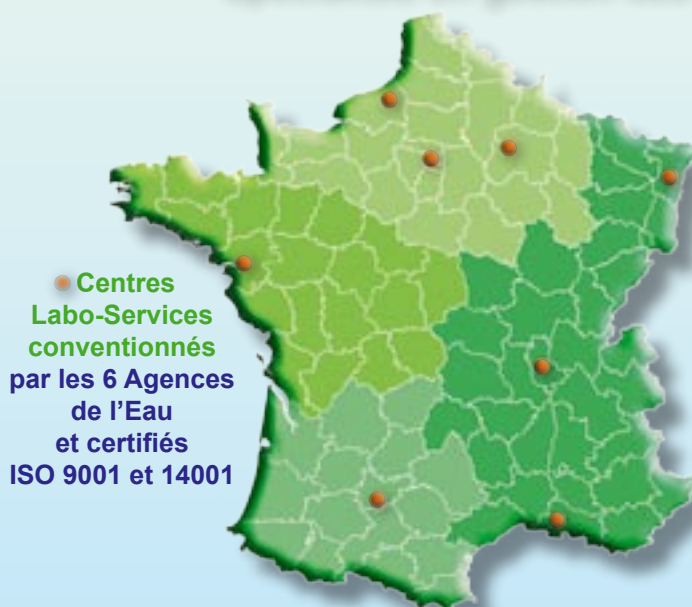 Centres
Labo-Services
conventionnés
par les 6 Agences
de l’Eau
et certifiés
ISO 9001 et 14001